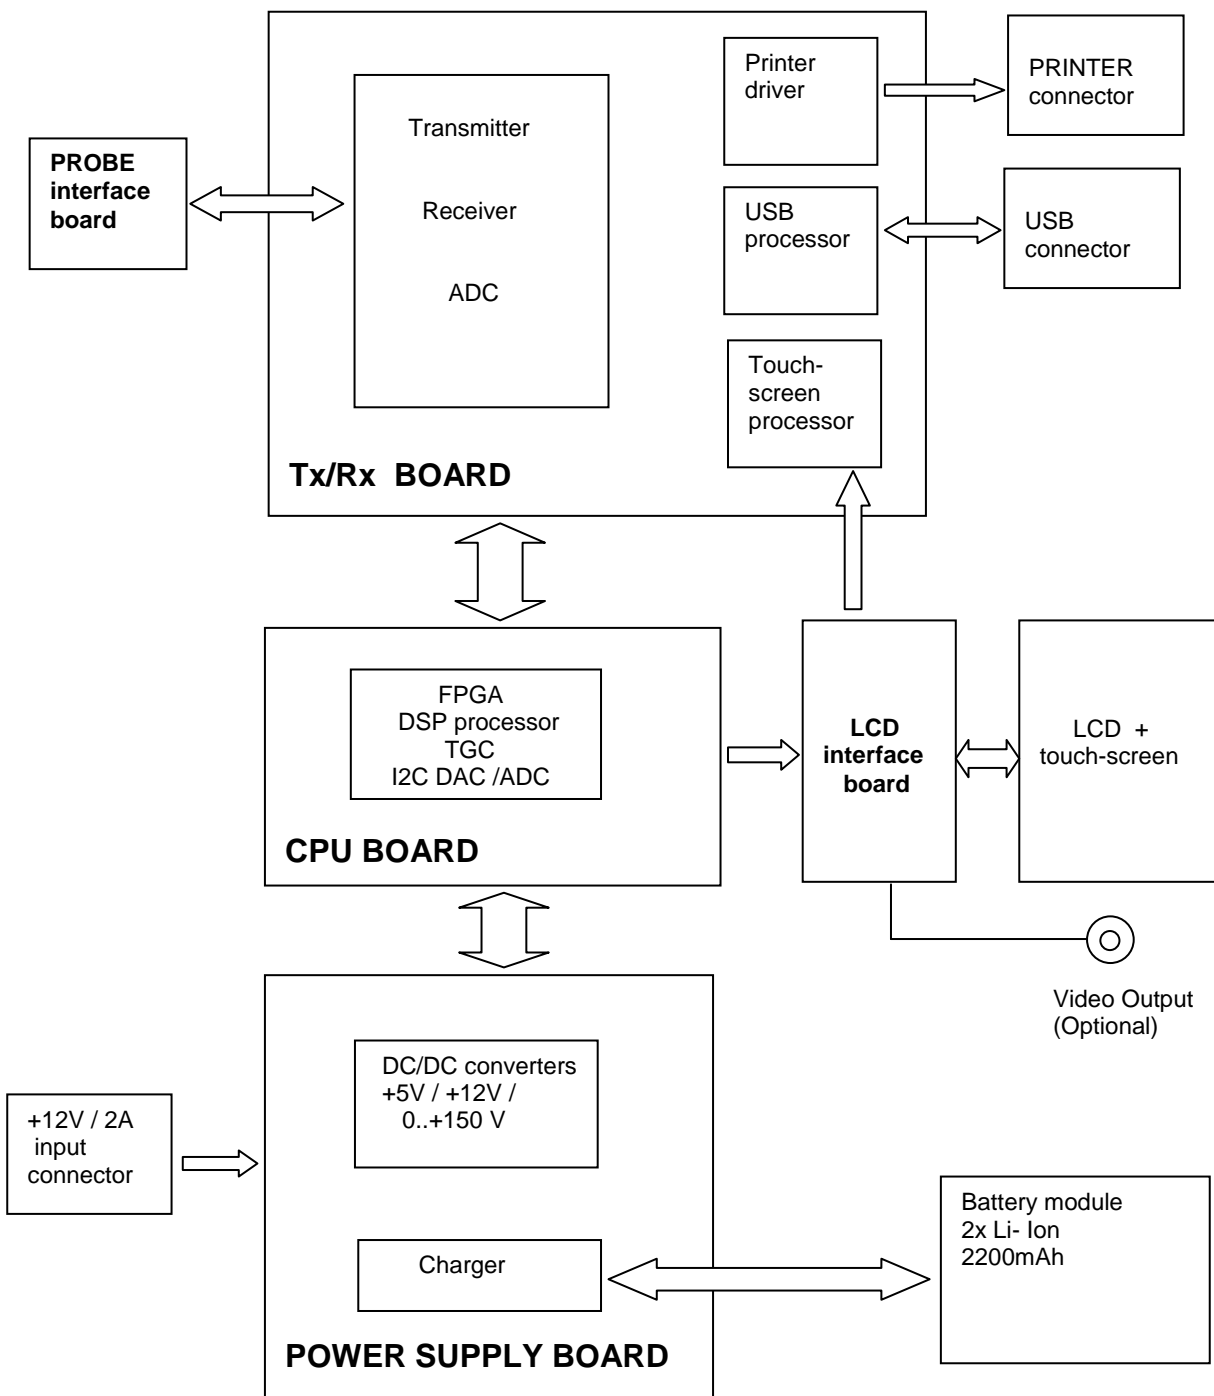 Printer
driver
PRINTER
connector
Transmitter
PROBE
interface
board
Receiver
USB
processor
USB
connector
ADC
Touch-
screen
processor
Tx/Rx BOARD
FPGA
DSP processor
TGC
I2C DAC /ADC
CPU BOARD
LCD
interface
board
LCD +
touch-screen
Video Output
(Optional)
DC/DC converters
+5V / +12V /
0..+150 V
+12V / 2A
input
connector
Battery module
2x Li- Ion
2200mAh
Charger
POWER SUPPLY BOARD